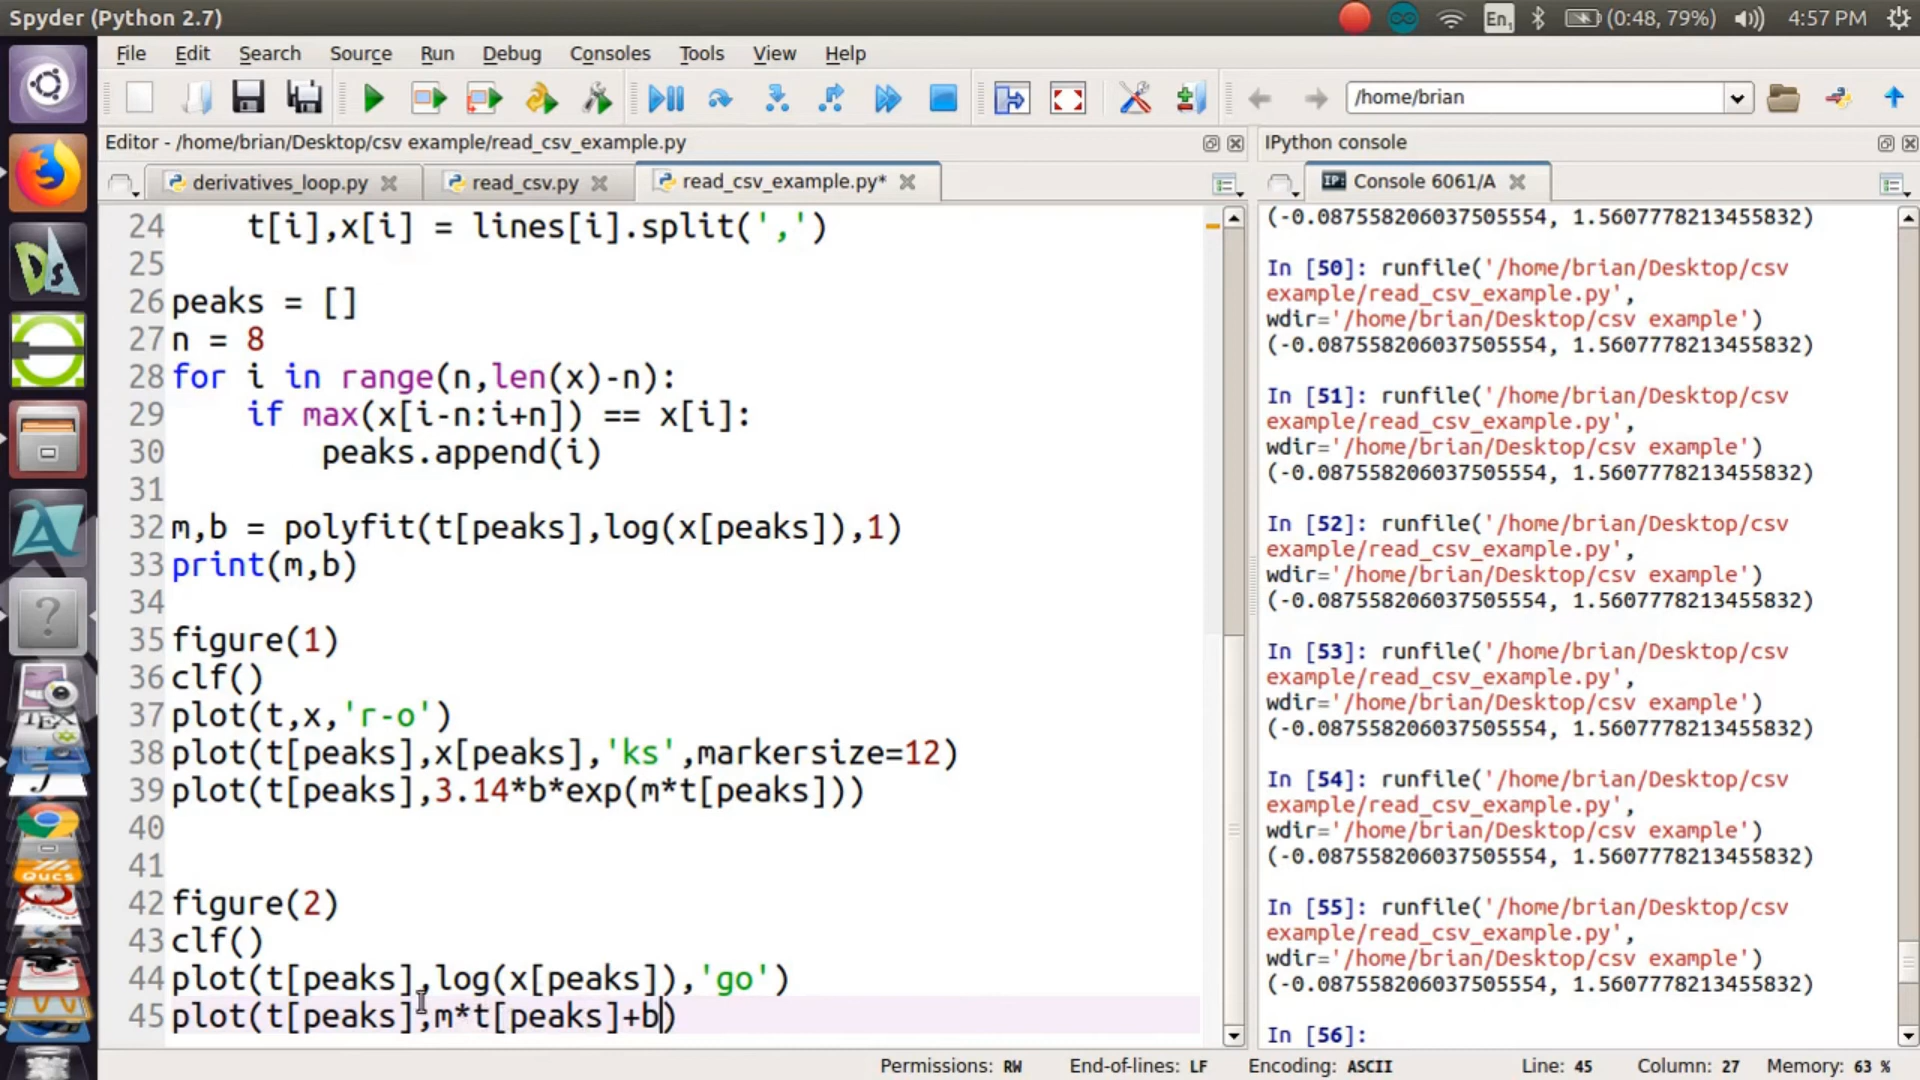 Spyder (Python 2.7)
En1
(0:48, 79%)
4:57 PM
File Edit Search Source Run Debug Consoles Tools View Help
/home/brian
Editor - /home/brian/Desktop/csv example/read_csv_example.py
IPython console
derivatives_loop.py
read_csv.py
read_csv_example.py*
IP:
Console 6061/A
24 t[i],x[i] = lines[i].split(',')
25
26 peaks = []
27 n = 8
28 for i in range(n,len(x)-n):
29 if max(x[i-n:i+n]) == x[i]:
30 peaks.append(i)
31
32 m,b = polyfit(t[peaks],log(x[peaks]),1)
33 print(m,b)
34
35 figure(1)
36 clf()
37 plot(t,x,'r-o')
38 plot(t[peaks],x[peaks],'ks',markersize=12)
39 plot(t[peaks],3.14*b*exp(m*t[peaks]))
40
41
42 figure(2)
43 clf()
44 plot(t[peaks],log(x[peaks]),'go')
45 plot(t[peaks],m*t[peaks]+b)
(-0.087558206037505554, 1.5607778213455832)
In [50]: runfile('/home/brian/Desktop/csv
example/read_csv_example.py',
wdir='/home/brian/Desktop/csv example')
(-0.087558206037505554, 1.5607778213455832)
In [51]: runfile('/home/brian/Desktop/csv
example/read_csv_example.py',
wdir='/home/brian/Desktop/csv example')
(-0.087558206037505554, 1.5607778213455832)
In [52]: runfile('/home/brian/Desktop/csv
example/read_csv_example.py',
wdir='/home/brian/Desktop/csv example')
(-0.087558206037505554, 1.5607778213455832)
In [53]: runfile('/home/brian/Desktop/csv
example/read_csv_example.py',
wdir='/home/brian/Desktop/csv example')
(-0.087558206037505554, 1.5607778213455832)
In [54]: runfile('/home/brian/Desktop/csv
example/read_csv_example.py',
wdir='/home/brian/Desktop/csv example')
(-0.087558206037505554, 1.5607778213455832)
In [55]: runfile('/home/brian/Desktop/csv
example/read_csv_example.py',
wdir='/home/brian/Desktop/csv example')
(-0.087558206037505554, 1.5607778213455832)
In [56]:
DS
?
TEX
Qucs
Permissions: RW End-of-lines: LF Encoding: ASCII Line: 45 Column: 27 Memory: 63 %